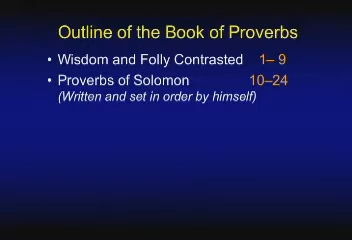 Outline of the Book of Proverbs
• Wisdom and Folly Contrasted 1– 9
• Proverbs of Solomon 10–24
(Written and set in order by himself)